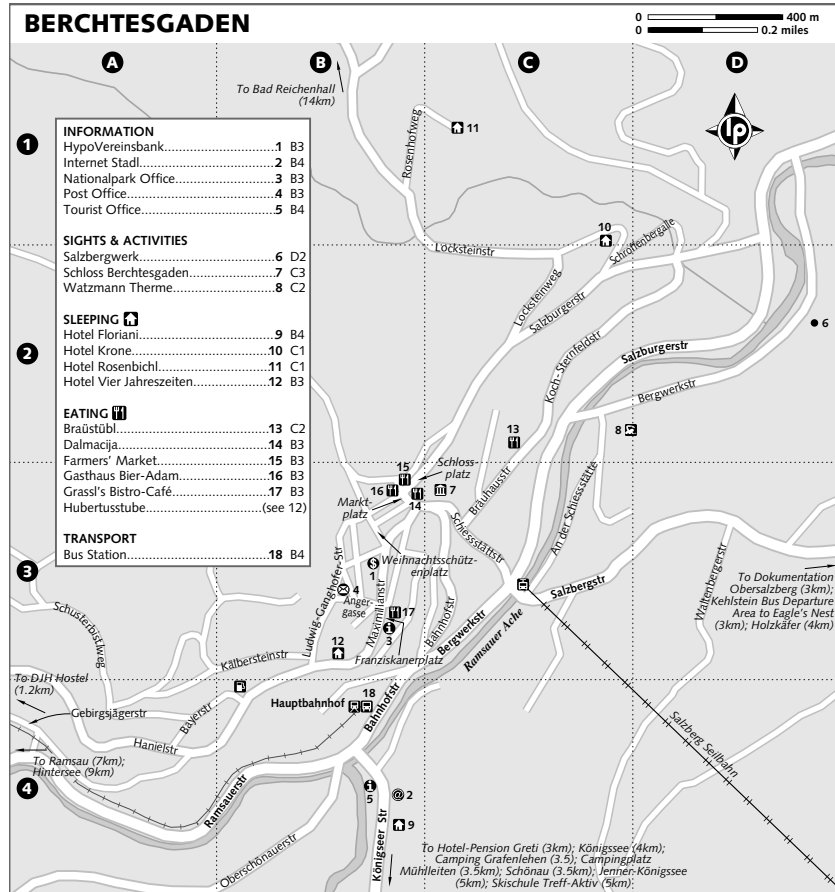 BERCHTESGADEN
0 400 m
0 0.2 miles
A
B
C
D
1
2
3
4
To Bad Reichenhall
(14km)
lp
INFORMATION
HypoVereinsbank 1 B3
Internet Stadl 2 B4
Nationalpark Office 3 B3
Post Office 4 B3
Tourist Office 5 B4
SIGHTS & ACTIVITIES
Salzbergwerk 6 D2
Schloss Berchtesgaden 7 C3
Watzmann Therme 8 C2
SLEEPING
Hotel Floriani 9 B4
Hotel Krone 10 C1
Hotel Rosenbichl 11 C1
Hotel Vier Jahreszeiten 12 B3
EATING
Braüstübl 13 C2
Dalmacija 14 B3
Farmers' Market 15 B3
Gasthaus Bier-Adam 16 B3
Grassl's Bistro-Café 17 B3
Hubertusstube (see 12)
TRANSPORT
Bus Station 18 B4
Rosenhofweg
11
10
Schroffenbergalle
Locksteinstr
Locksteinweg
Salzburgerstr
Koch-Sternfeldstr
Salzburgerstr
6
Bergwerkstr
13
8
Bräuhausstr
15
Schloss-
platz
16
14
7
Markt-
platz
Schiessstättstr
An der Schiesstätte
Weihnachtsschütz-
enplatz
1
4
Anger-
gasse
Ludwig-Ganghofer-Str
Maximilianstr
17
3
Bahnhofstr
Bergwerkstr
Ramsauer Ache
Salzbergstr
Waltenbergerstr
To Dokumentation
Obersalzberg (3km);
Kehlstein Bus Departure
Area to Eagle's Nest
(3km); Holzkäfer (4km)
Schusterbistlweg
Kälbersteinstr
12
Franziskanerplatz
To DJH Hostel
(1.2km)
Gebirgsjägerstr
Bayerstr
Hanielstr
Hauptbahnhof
18
Bahnhofstr
Salzberg Seilbahn
To Ramsau (7km);
Hintersee (9km)
Ramsauerstr
5
@ 2
9
Oberschönauerstr
Königseer Str
To Hotel-Pension Greti (3km); Königssee (4km);
Camping Grafenlehen (3.5); Campingplatz
Mühlleiten (3.5km); Schönau (3.5km); Jenner-Königssee
(5km); Skischule Treff-Aktiv (5km)